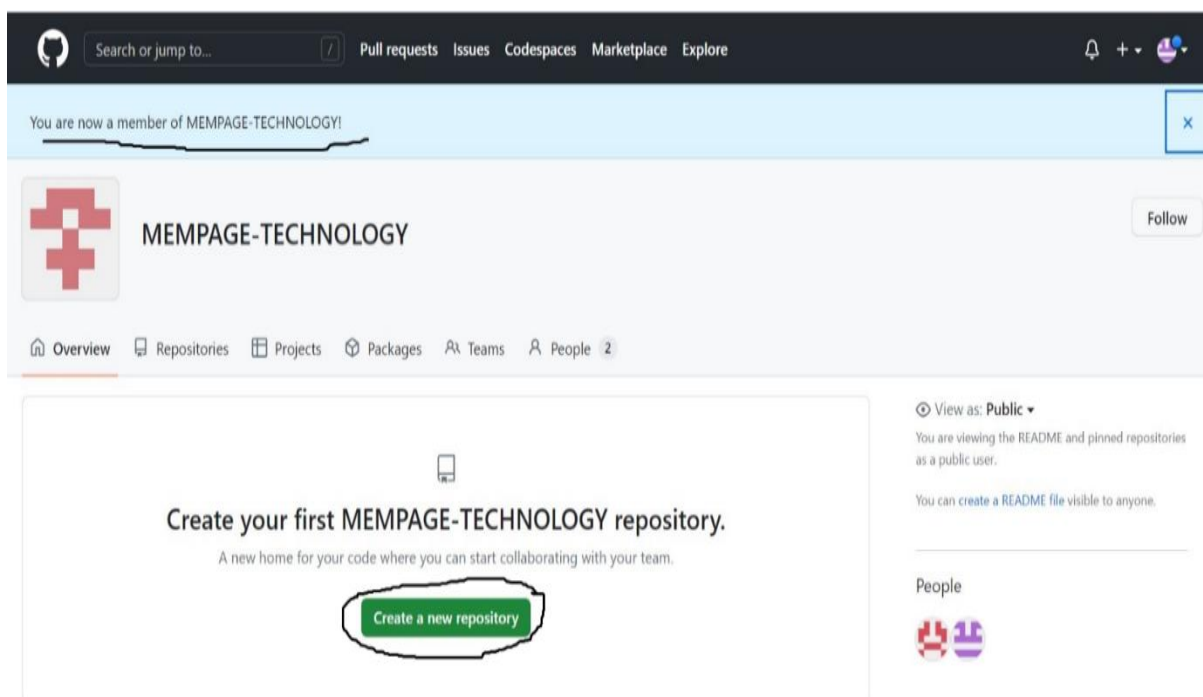 Search or jump to... /
Pull requests Issues Codespaces Marketplace Explore
You are now a member of MEMPAGE-TECHNOLOGY!
MEMPAGE-TECHNOLOGY
Follow
Overview Repositories Projects Packages Teams People 2
View as: Public
You are viewing the README and pinned repositories
as a public user.
You can create a README file visible to anyone.
Create your first MEMPAGE-TECHNOLOGY repository.
A new home for your code where you can start collaborating with your team.
Create a new repository
People